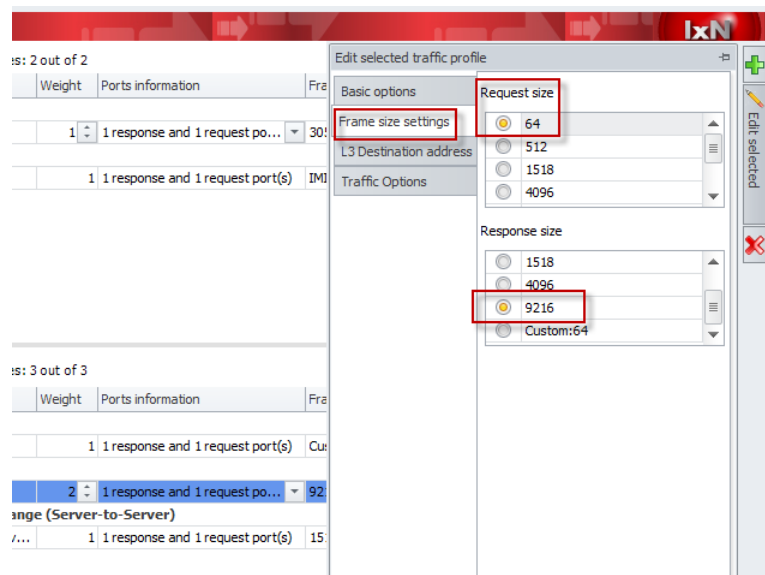 IxN
es: 2 out of 2
Weight Ports information Fra
1 1 response and 1 request po... 305
1 1 response and 1 request port(s) IMI
es: 3 out of 3
Weight Ports information Fra
1 1 response and 1 request port(s) Cus
2 1 response and 1 request po... 92
ange (Server-to-Server)
v... 1 1 response and 1 request port(s) 15
Edit selected traffic profile
Basic options
Frame size settings
L3 Destination address
Traffic Options
Request size
64
512
1518
4096
Response size
1518
4096
9216
Custom:64
Edit selected